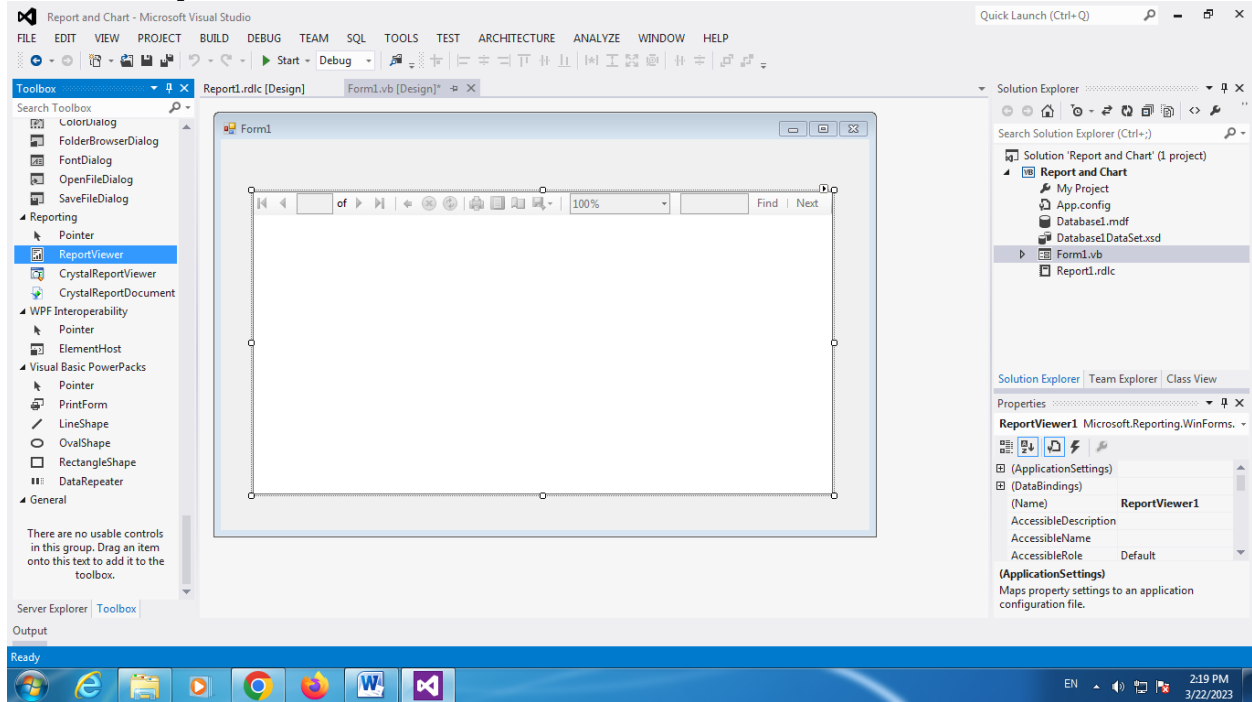 Report and Chart - Microsoft Visual Studio
Quick Launch (Ctrl+Q)
FILE EDIT VIEW PROJECT BUILD DEBUG TEAM SQL TOOLS TEST ARCHITECTURE ANALYZE WINDOW HELP
Start Debug
Toolbox
Search Toolbox
ColorDialog
FolderBrowserDialog
FontDialog
OpenFileDialog
SaveFileDialog
Reporting
Pointer
ReportViewer
CrystalReportViewer
CrystalReportDocument
WPF Interoperability
Pointer
ElementHost
Visual Basic PowerPacks
Pointer
PrintForm
LineShape
OvalShape
RectangleShape
DataRepeater
General
There are no usable controls
in this group. Drag an item
onto this text to add it to the
toolbox.
Server Explorer Toolbox
Report1.rdlc [Design] Form1.vb [Design]*
Form1
of 100% Find | Next
Solution Explorer
Search Solution Explorer (Ctrl+;)
Solution 'Report and Chart' (1 project)
VB Report and Chart
My Project
App.config
Database1.mdf
Database1DataSet.xsd
Form1.vb
Report1.rdlc
Solution Explorer Team Explorer Class View
Properties
ReportViewer1 Microsoft.Reporting.WinForms.
(ApplicationSettings)
(DataBindings)
(Name) ReportViewer1
AccessibleDescription
AccessibleName
AccessibleRole Default
(ApplicationSettings)
Maps property settings to an application
configuration file.
Output
Ready
EN
2:19 PM
3/22/2023